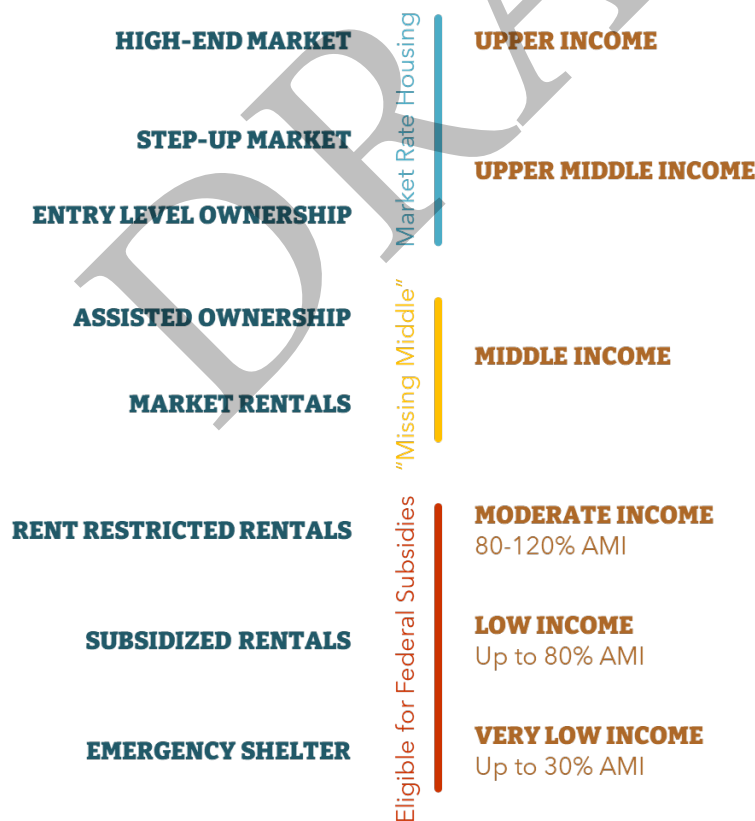 HIGH-END MARKET
STEP-UP MARKET
ENTRY LEVEL OWNERSHIP
ASSISTED OWNERSHIP
MARKET RENTALS
RENT RESTRICTED RENTALS
SUBSIDIZED RENTALS
EMERGENCY SHELTER
Market Rate Housing
"Missing Middle"
Eligible for Federal Subsidies
UPPER INCOME
UPPER MIDDLE INCOME
MIDDLE INCOME
MODERATE INCOME
80-120% AMI
LOW INCOME
Up to 80% AMI
VERY LOW INCOME
Up to 30% AMI
DRA